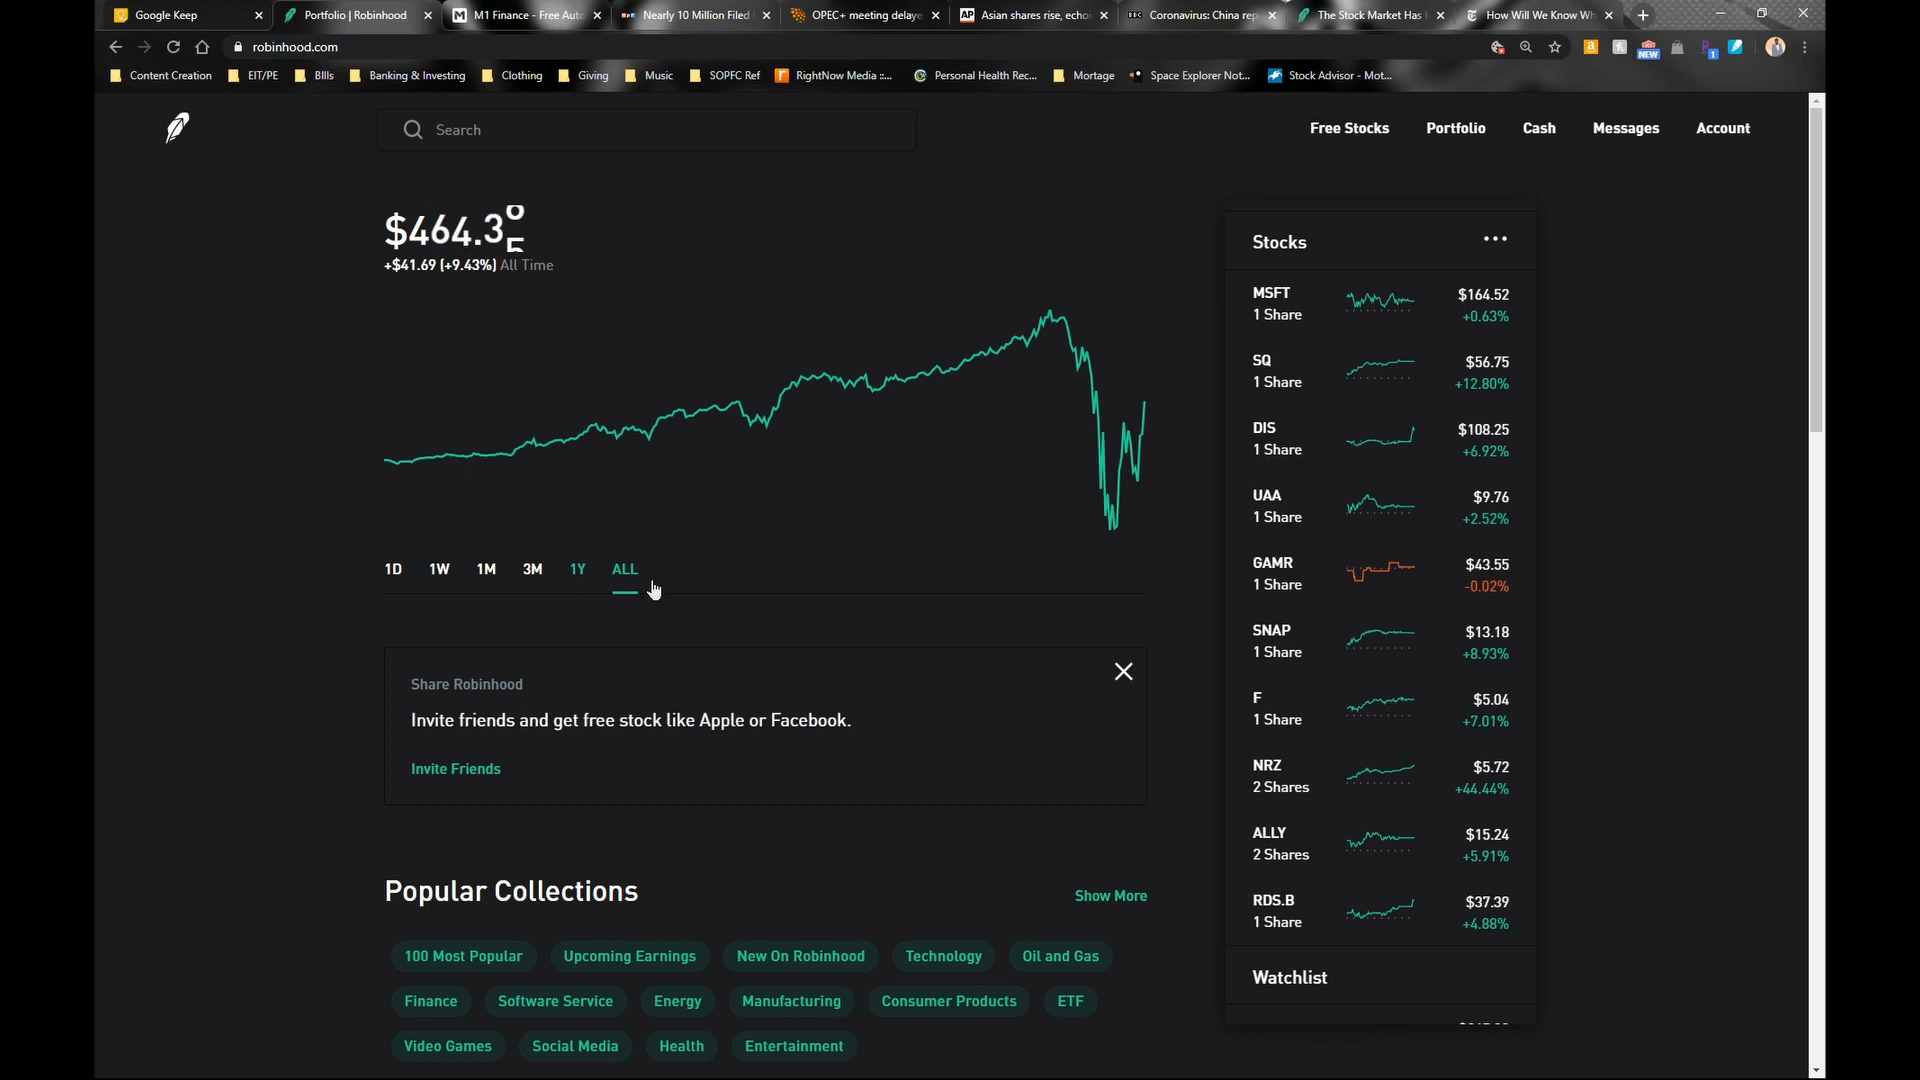 Google Keep
Portfolio | Robinhood
M1 Finance - Free Auto
Nearly 10 Million Filed
OPEC+ meeting delaye
Asian shares rise, echo
Coronavirus: China rep
The Stock Market Has
How Will We Know Wh
robinhood.com
Content Creation
EIT/PE
BIlls
Banking & Investing
Clothing
Giving
Music
SOPFC Ref
RightNow Media ::...
Personal Health Rec...
Mortage
Space Explorer Not...
Stock Advisor - Mot...
NEW
1
Search
Free Stocks
Portfolio
Cash
Messages
Account
$464.3
+$41.69 (+9.43%) All Time
1D 1W 1M 3M 1Y ALL
Share Robinhood
Invite friends and get free stock like Apple or Facebook.
Invite Friends
Popular Collections
Show More
100 Most Popular
Upcoming Earnings
New On Robinhood
Technology
Oil and Gas
Finance
Software Service
Energy
Manufacturing
Consumer Products
ETF
Video Games
Social Media
Health
Entertainment
Stocks
MSFT $164.52
1 Share +0.63%
SQ $56.75
1 Share +12.80%
DIS $108.25
1 Share +6.92%
UAA $9.76
1 Share +2.52%
GAMR $43.55
1 Share -0.02%
SNAP $13.18
1 Share +8.93%
F $5.04
1 Share +7.01%
NRZ $5.72
2 Shares +44.44%
ALLY $15.24
2 Shares +5.91%
RDS.B $37.39
1 Share +4.88%
Watchlist